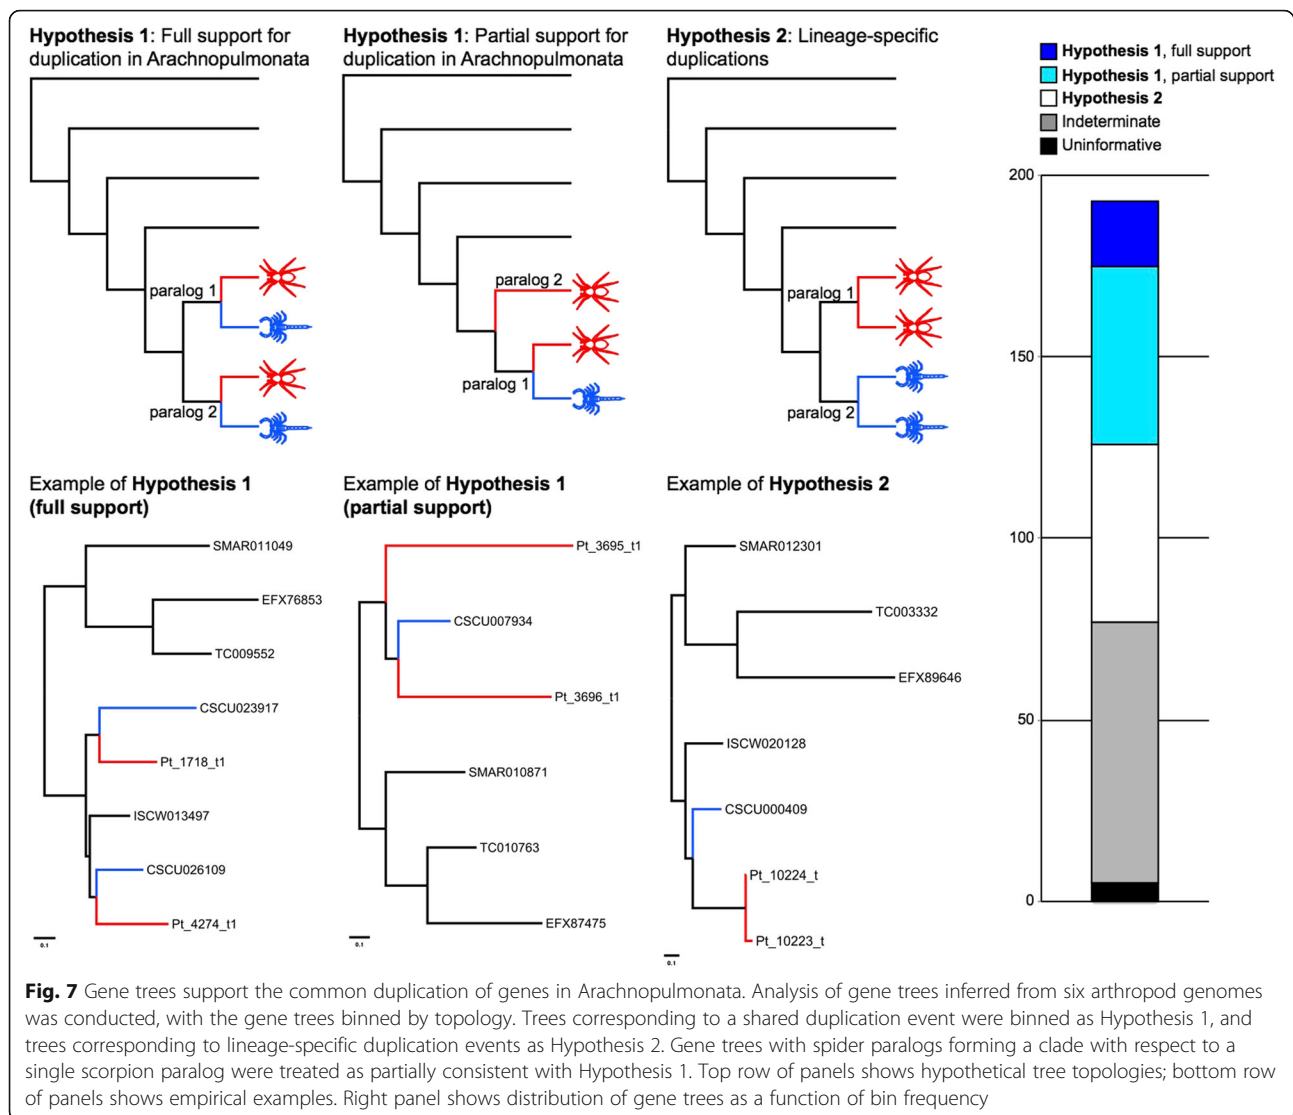 Hypothesis 1: Full support for
duplication in Arachnopulmonata
paralog 1
paralog 2
Hypothesis 1: Partial support for
duplication in Arachnopulmonata
paralog 2
paralog 1
Hypothesis 2: Lineage-specific
duplications
paralog 1
paralog 2
Hypothesis 1, full support
Hypothesis 1, partial support
Hypothesis 2
Indeterminate
Uninformative
200
150
100
50
0
Example of Hypothesis 1
(full support)
SMAR011049
EFX76853
TC009552
CSCU023917
Pt_1718_t1
ISCW013497
CSCU026109
Pt_4274_t1
0.1
Example of Hypothesis 1
(partial support)
Pt_3695_t1
CSCU007934
Pt_3696_t1
SMAR010871
TC010763
EFX87475
0.1
Example of Hypothesis 2
SMAR012301
TC003332
EFX89646
ISCW020128
CSCU000409
Pt_10224_t
Pt_10223_t
0.1
Fig. 7 Gene trees support the common duplication of genes in Arachnopulmonata. Analysis of gene trees inferred from six arthropod genomes
was conducted, with the gene trees binned by topology. Trees corresponding to a shared duplication event were binned as Hypothesis 1, and
trees corresponding to lineage-specific duplication events as Hypothesis 2. Gene trees with spider paralogs forming a clade with respect to a
single scorpion paralog were treated as partially consistent with Hypothesis 1. Top row of panels shows hypothetical tree topologies; bottom row
of panels shows empirical examples. Right panel shows distribution of gene trees as a function of bin frequency